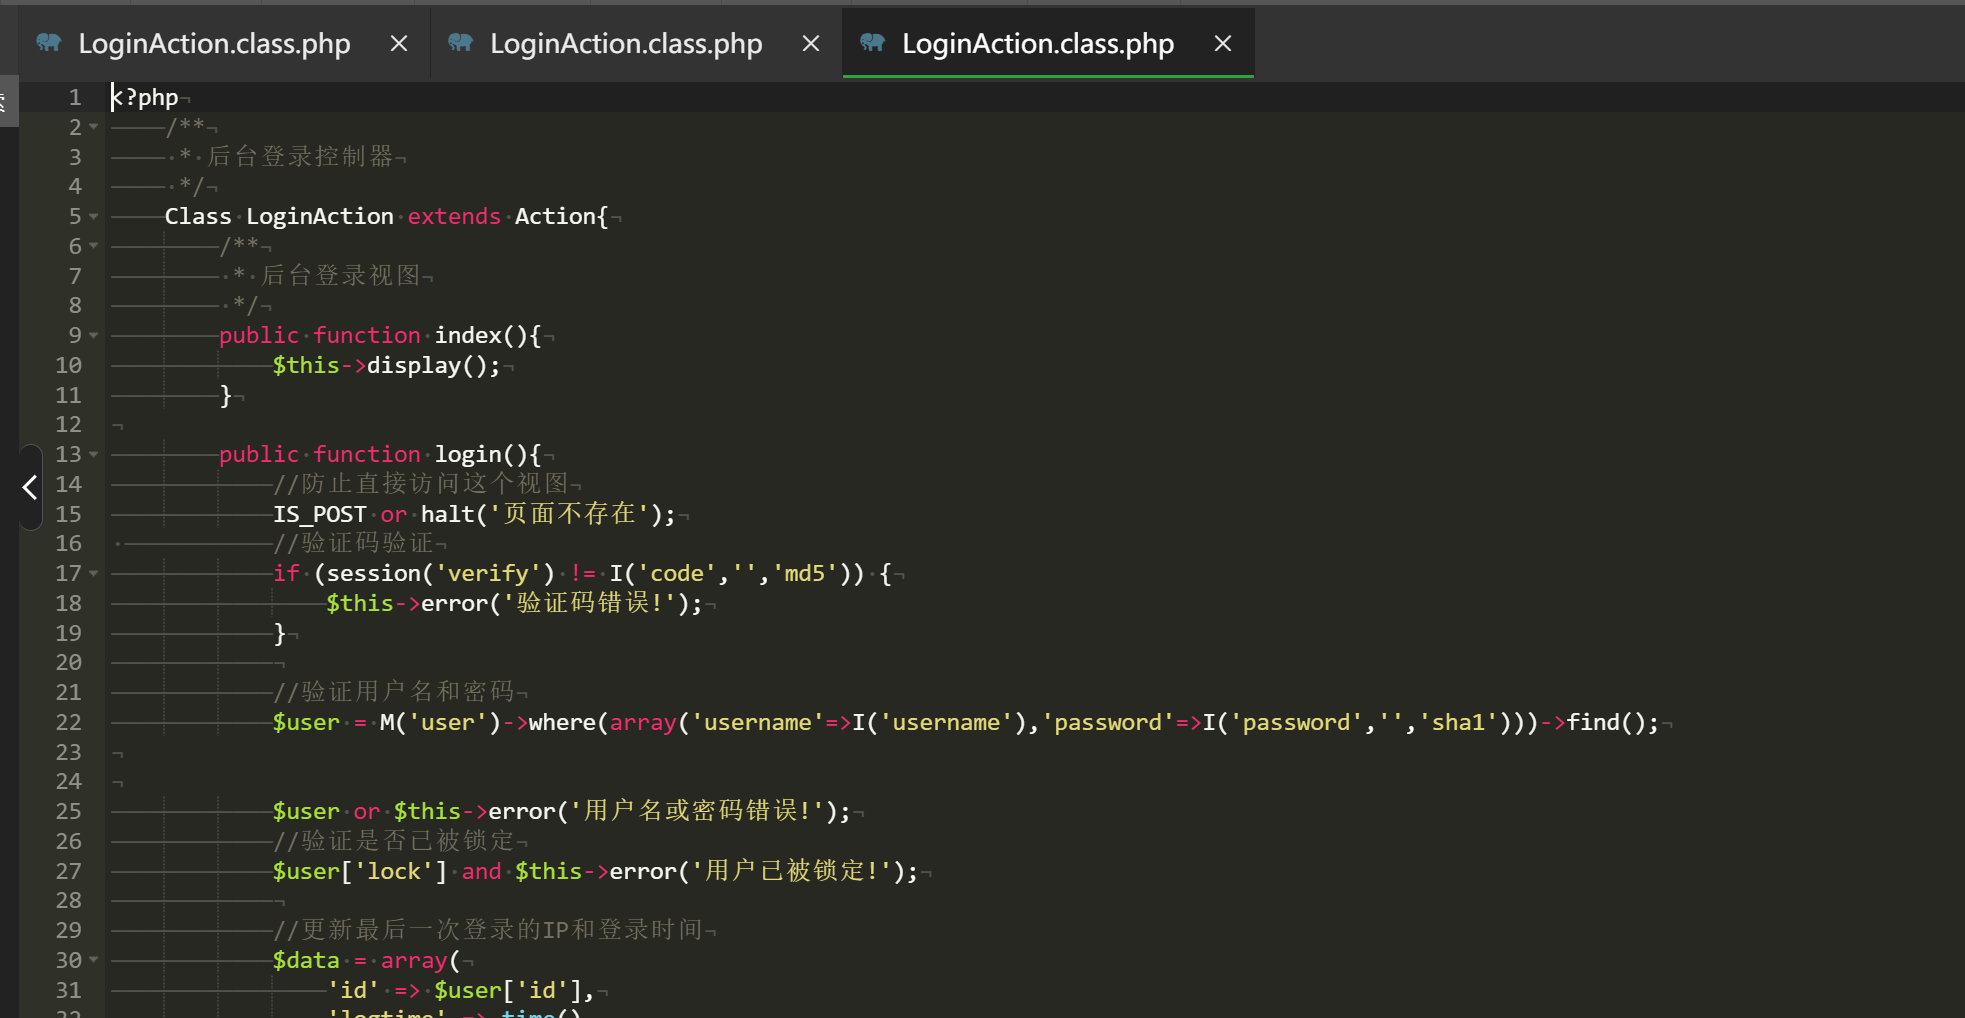 LoginAction.class.php LoginAction.class.php LoginAction.class.php
1 <?php
2 /**
3 * 后台登录控制器
4 */
5 Class LoginAction extends Action{
6 /**
7 * 后台登录视图
8 */
9 public function index(){
10 $this->display();
11 }
12
13 public function login(){
14 //防止直接访问这个视图
15 IS_POST or halt('页面不存在');
16 //验证码验证
17 if (session('verify') != I('code','','md5')) {
18 $this->error('验证码错误!');
19 }
20
21 //验证用户名和密码
22 $user = M('user')->where(array('username'=>I('username'),'password'=>I('password','','sha1')))->find();
23
24
25 $user or $this->error('用户名或密码错误!');
26 //验证是否已被锁定
27 $user['lock'] and $this->error('用户已被锁定!');
28
29 //更新最后一次登录的IP和登录时间
30 $data = array(
31 'id' => $user['id'],
32 'logtime' => time()